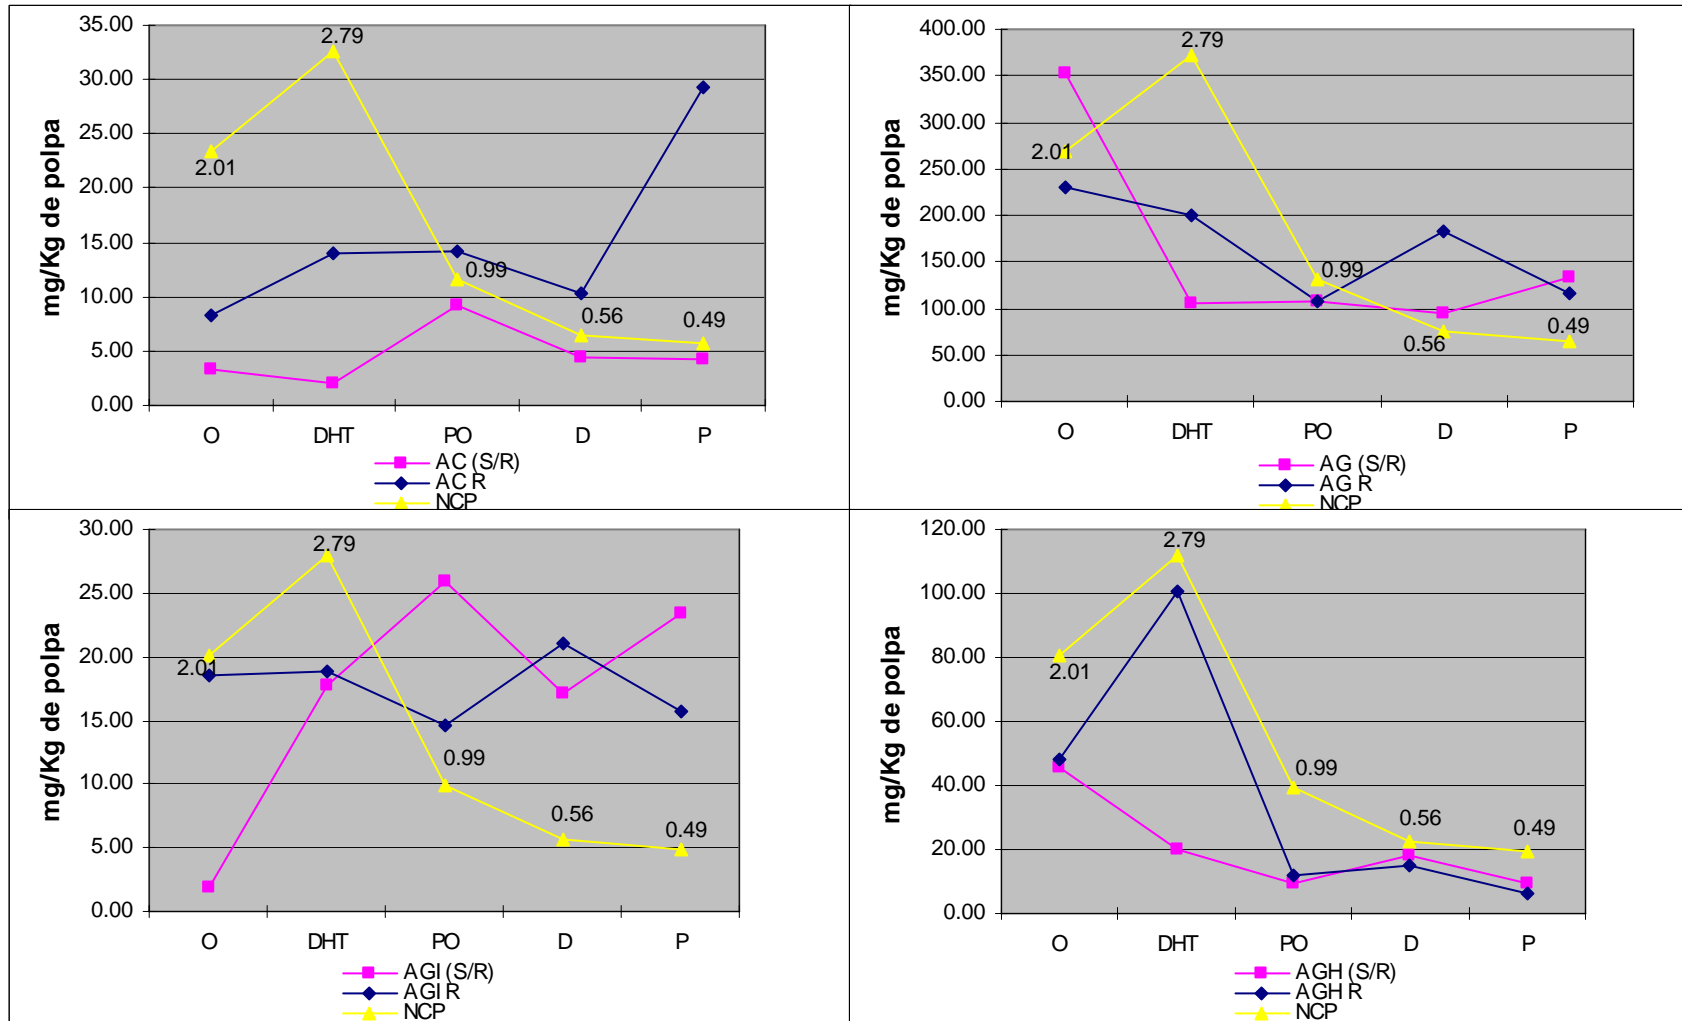 35.00
30.00
25.00
20.00
15.00
10.00
5.00
0.00
mg/Kg de polpa
2.01
2.79
0.99
0.56
0.49
O DHT PO D P
AC (S/R)
AC R
NCP
400.00
350.00
300.00
250.00
200.00
150.00
100.00
50.00
0.00
mg/Kg de polpa
2.01
2.79
0.99
0.56
0.49
O DHT PO D P
AG (S/R)
AG R
NCP
30.00
25.00
20.00
15.00
10.00
5.00
0.00
mg/Kg de polpa
2.01
2.79
0.99
0.56
0.49
O DHT PO D P
AGI (S/R)
AGI R
NCP
120.00
100.00
80.00
60.00
40.00
20.00
0.00
mg/Kg de polpa
2.01
2.79
0.99
0.56
0.49
O DHT PO D P
AGH (S/R)
AGH R
NCP